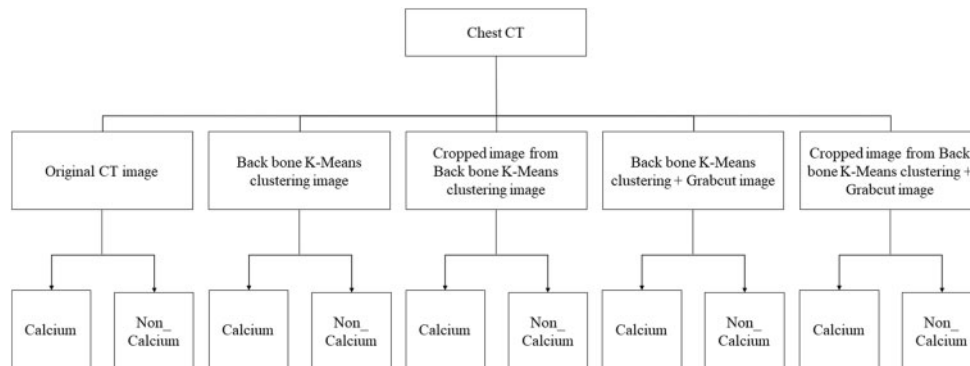 Chest CT
Original CT image
Back bone K-Means
clustering image
Cropped image from
Back bone K-Means
clustering image
Back bone K-Means
clustering + Grabcut image
Cropped image from Back
bone K-Means clustering +
Grabcut image
Calcium
Non_
Calcium
Calcium
Non_
Calcium
Calcium
Non_
Calcium
Calcium
Non_
Calcium
Calcium
Non_
Calcium